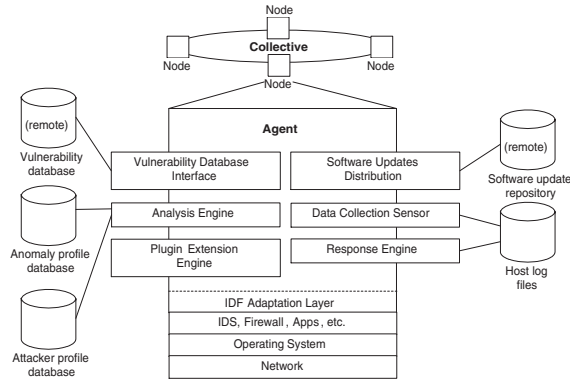 Node
Collective
Node
Node
Node
Agent
(remote)
Vulnerability
database
Vulnerability Database
Interface
Software Updates
Distribution
(remote)
Software update
repository
Analysis Engine
Data Collection Sensor
Anomaly profile
database
Plugin Extension
Engine
Response Engine
Host log
files
IDF Adaptation Layer
IDS, Firewall, Apps, etc.
Operating System
Network
Attacker profile
database